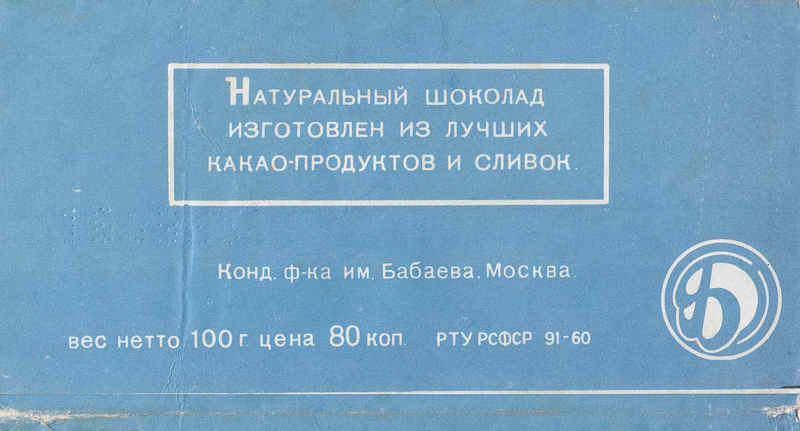 Натуральный шоколад
изготовлен из лучших
какао-продуктов и сливок.
Конд. ф-ка им. Бабаева. Москва.
вес нетто 100 г. цена 80 коп. РТУ РСФСР 91-60
Б